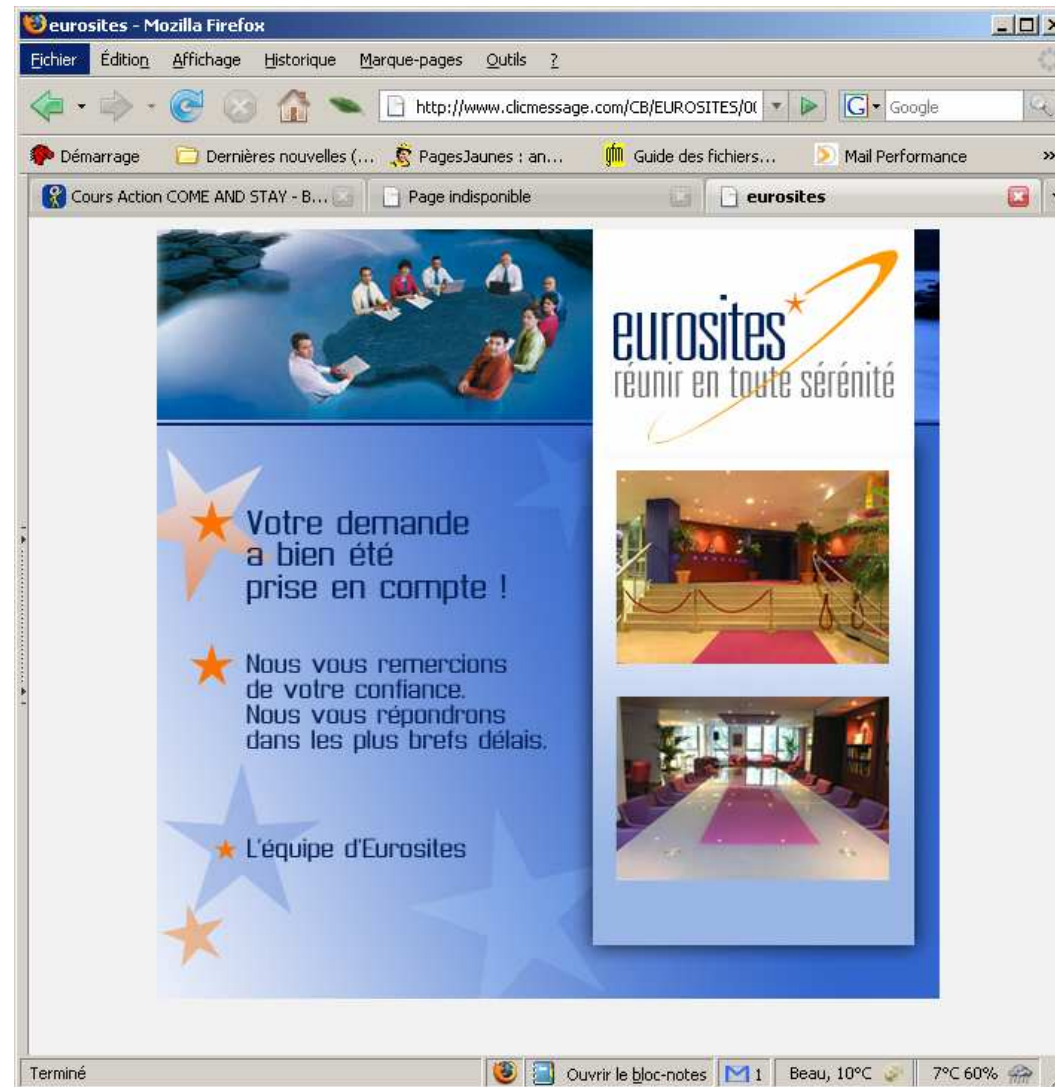 eurosites - Mozilla Firefox
Fichier Édition Affichage Historique Marque-pages Outils ?
http://www.clicmessage.com/CB/EUROSITES/0( G Google
Démarrage Dernières nouvelles (... PagesJaunes : an... gfm Guide des fichiers... Mail Performance »
Cours Action COME AND STAY - B... Page indisponible eurosites
eurosites
réunir en toute sérénité
Votre demande
a bien été
prise en compte !
Nous vous remercions
de votre confiance.
Nous vous répondrons
dans les plus brefs délais.
L'équipe d'Eurosites
Terminé Ouvrir le bloc-notes 1 Beau, 10°C 7°C 60%